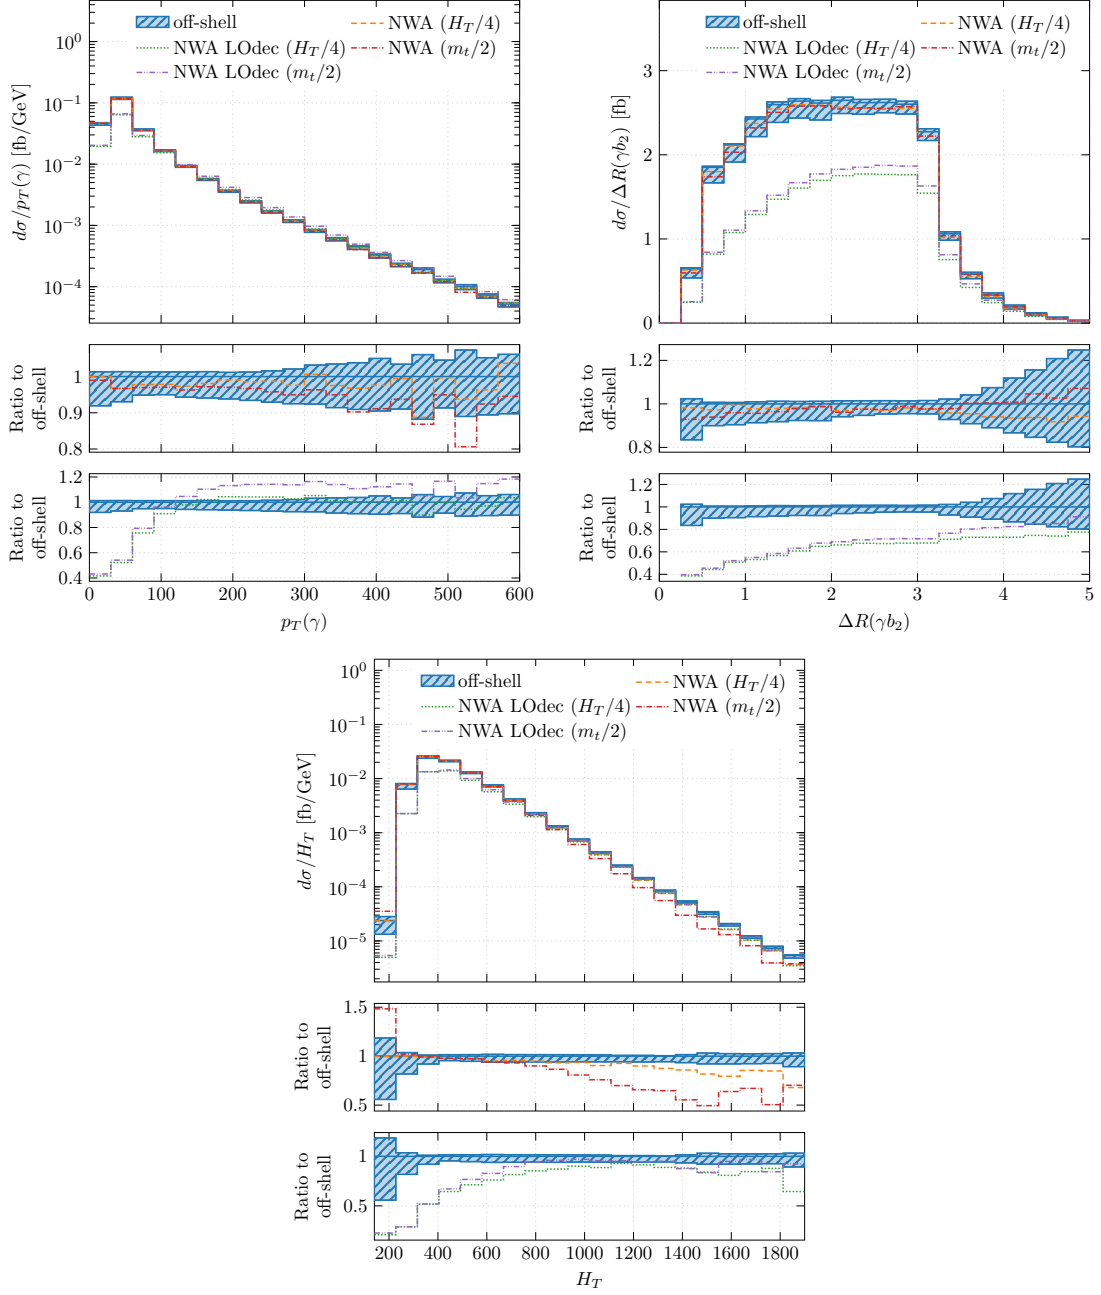 off-shell
NWA LOdec (H_T/4)
NWA LOdec (m_t/2)
NWA (H_T/4)
NWA (m_t/2)
dσ/p_T(γ) [fb/GeV]
10^0
10^{-1}
10^{-2}
10^{-3}
10^{-4}
Ratio to
off-shell
1
0.9
0.8
Ratio to
off-shell
1.2
1
0.8
0.6
0.4
0 100 200 300 400 500 600
p_T(γ)
off-shell
NWA LOdec (H_T/4)
NWA LOdec (m_t/2)
NWA (H_T/4)
NWA (m_t/2)
dσ/ΔR(γb_2) [fb]
3
2
1
0
Ratio to
off-shell
1.2
1
0.8
Ratio to
off-shell
1.2
1
0.8
0.6
0.4
0 1 2 3 4 5
ΔR(γb_2)
off-shell
NWA LOdec (H_T/4)
NWA LOdec (m_t/2)
NWA (H_T/4)
NWA (m_t/2)
dσ/H_T [fb/GeV]
10^0
10^{-1}
10^{-2}
10^{-3}
10^{-4}
10^{-5}
Ratio to
off-shell
1.5
1
0.5
Ratio to
off-shell
1
0.5
200 400 600 800 1000 1200 1400 1600 1800
H_T